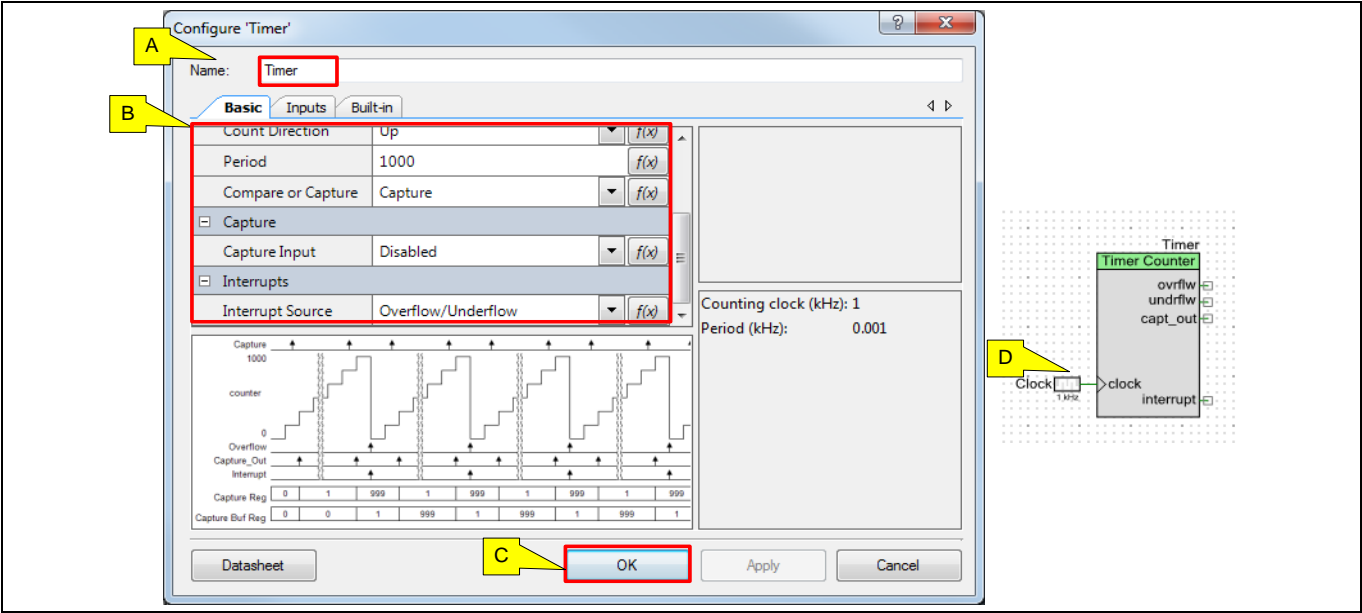 Configure 'Timer'
A
Name: Timer
Basic Inputs Built-in
B
Count Direction Up f(x)
Period 1000 f(x)
Compare or Capture Capture f(x)
Capture
Capture Input Disabled f(x)
Interrupts
Interrupt Source Overflow/Underflow f(x)
Counting clock (kHz): 1
Period (kHz): 0.001
Capture
1000
counter
0
Overflow
Capture_Out
Interrupt
Capture Reg 0 1 999 1 999 1 999 1 999
Capture Buf Reg 0 0 1 999 1 999 1 999 1
C
Datasheet OK Apply Cancel
Timer
Timer Counter
ovrflw
undrflw
capt_out
D
Clock clock
1 kHz
interrupt